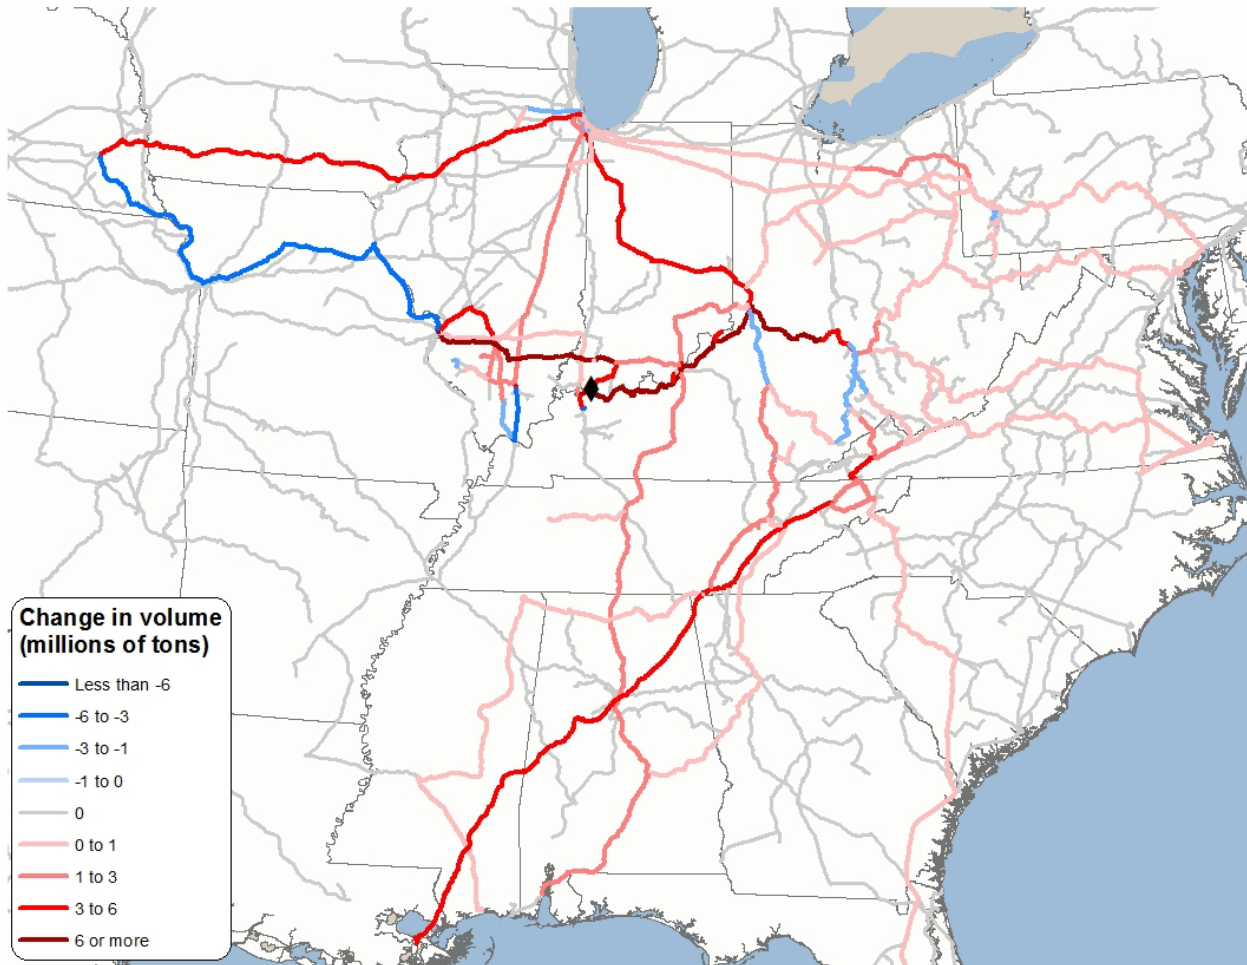 Change in volume
(millions of tons)
Less than -6
-6 to -3
-3 to -1
-1 to 0
0
0 to 1
1 to 3
3 to 6
6 or more